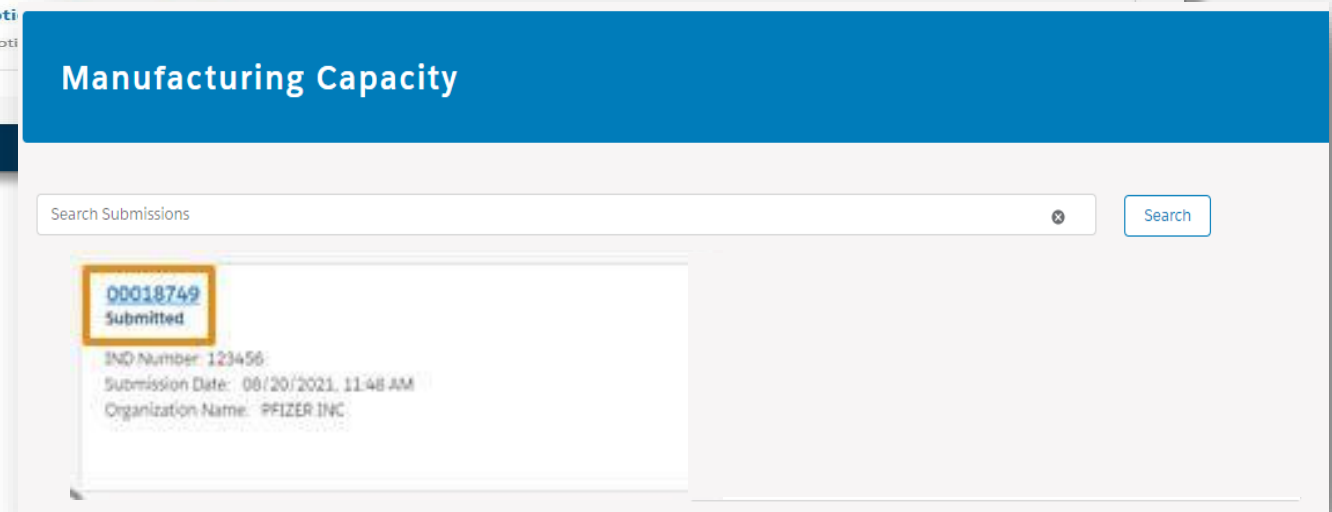 Manufacturing Capacity
Search Submissions
Search
00018749
Submitted
IND Number: 123456
Submission Date: 08/20/2021, 11:48 AM
Organization Name: PFIZER INC